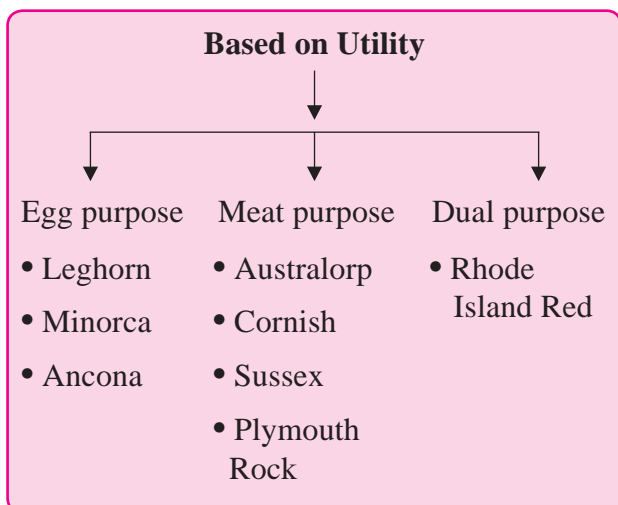 Based on Utility
Egg purpose
• Leghorn
• Minorca
• Ancona
Meat purpose
• Australorp
• Cornish
• Sussex
• Plymouth
Rock
Dual purpose
• Rhode
Island Red